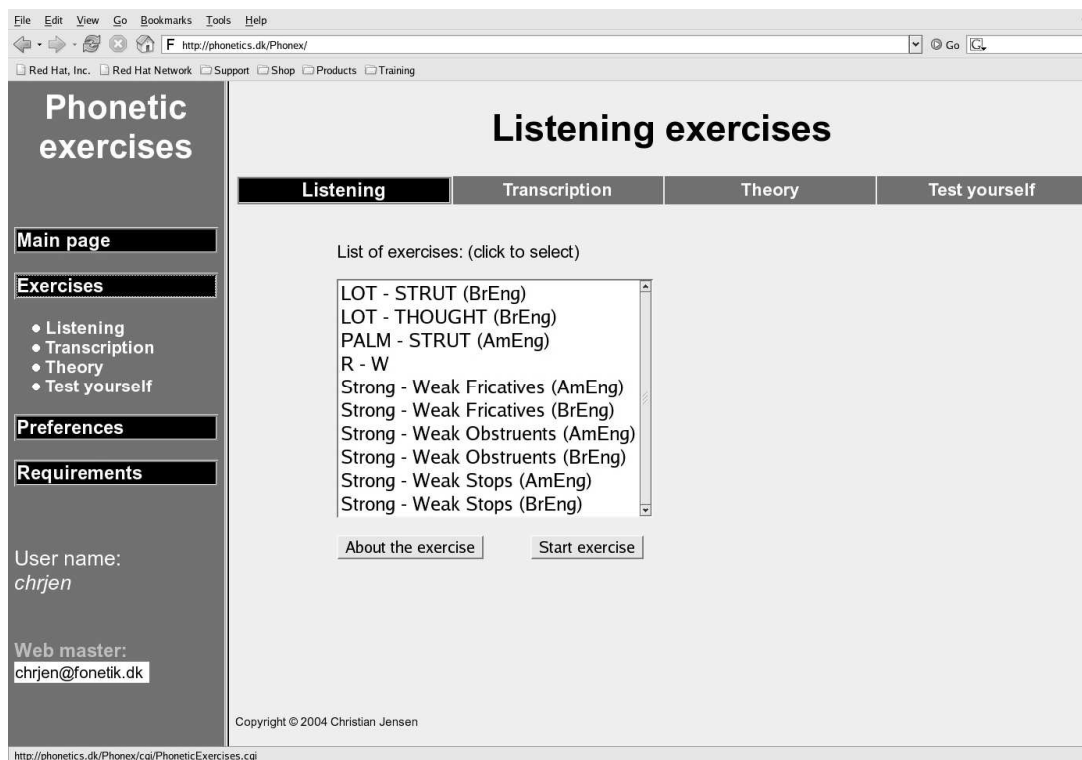 File Edit View Go Bookmarks Tools Help
F http://phonetics.dk/Phonex/ Go G
Red Hat, Inc. Red Hat Network Support Shop Products Training
Phonetic
exercises
Main page
Exercises
• Listening
• Transcription
• Theory
• Test yourself
Preferences
Requirements
User name:
chrjen
Web master:
chrjen@fonetik.dk
Listening exercises
Listening Transcription Theory Test yourself
List of exercises: (click to select)
LOT - STRUT (BrEng)
LOT - THOUGHT (BrEng)
PALM - STRUT (AmEng)
R - W
Strong - Weak Fricatives (AmEng)
Strong - Weak Fricatives (BrEng)
Strong - Weak Obstruents (AmEng)
Strong - Weak Obstruents (BrEng)
Strong - Weak Stops (AmEng)
Strong - Weak Stops (BrEng)
About the exercise Start exercise
Copyright © 2004 Christian Jensen
http://phonetics.dk/Phonex/cgi/PhoneticExercises.cgi